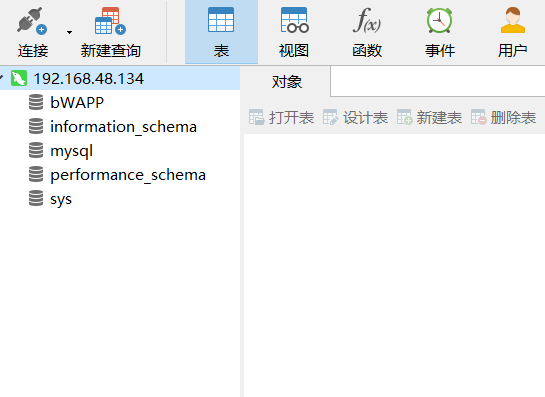 连接 新建查询 表 视图 f(x) 函数 事件 用户
192.168.48.134
对象
bWAPP
打开表 设计表 新建表 删除表
information_schema
mysql
performance_schema
sys